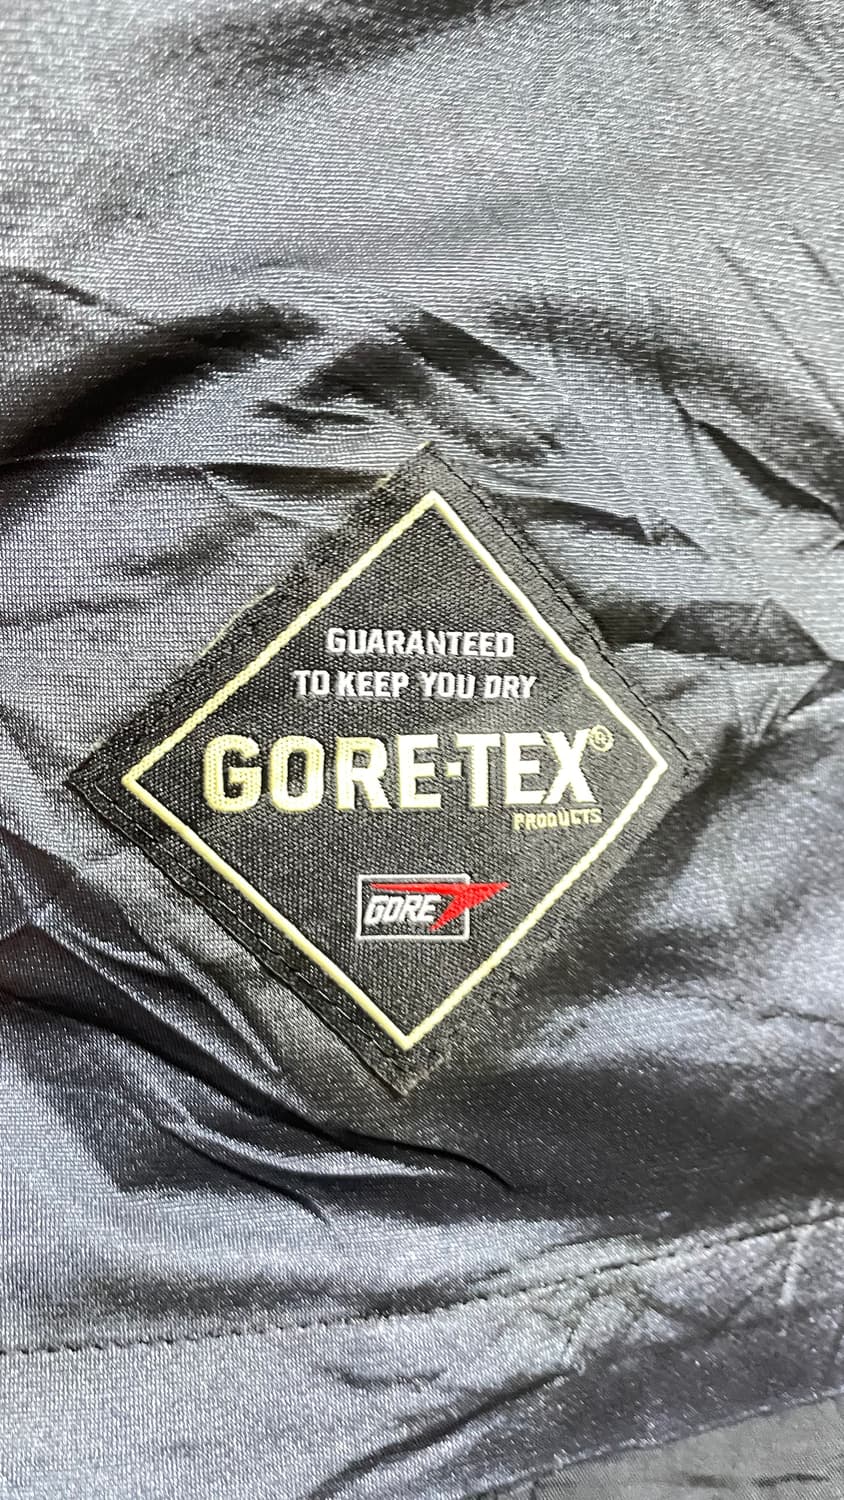 GUARANTEED
TO KEEP YOU DRY
GORE-TEX®
PRODUCTS
GORE